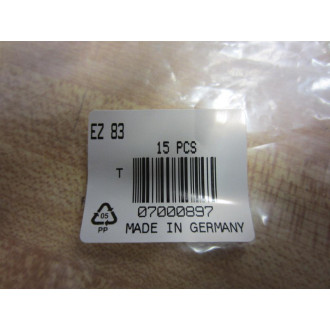 EZ 83
15 PCS
T
07000897
05
PP
MADE IN GERMANY